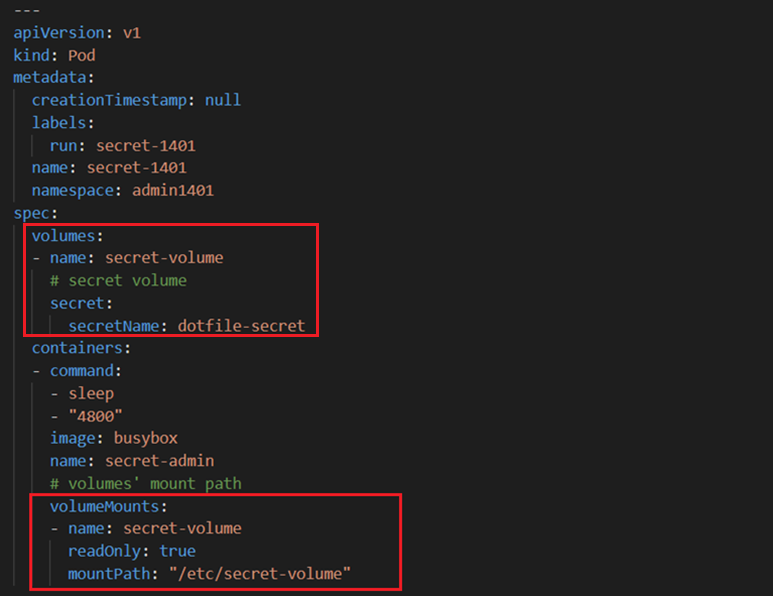 ---
apiVersion: v1
kind: Pod
metadata:
  creationTimestamp: null
  labels:
    run: secret-1401
  name: secret-1401
  namespace: admin1401
spec:
  volumes:
  - name: secret-volume
    # secret volume
    secret:
      secretName: dotfile-secret
  containers:
  - command:
    - sleep
    - "4800"
    image: busybox
    name: secret-admin
    # volumes' mount path
    volumeMounts:
    - name: secret-volume
      readOnly: true
      mountPath: "/etc/secret-volume"